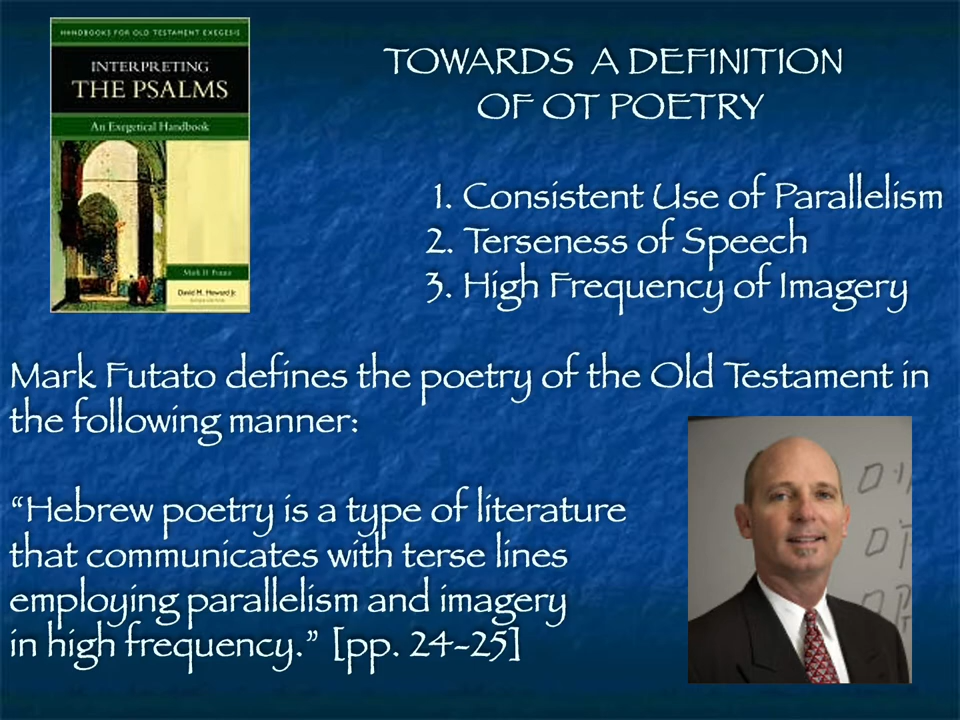 HANDBOOKS FOR OLD TESTAMENT EXEGESIS
INTERPRETING
THE PSALMS
An Exegetical Handbook
Mark D. Futato
David M. Howard Jr.
TOWARDS A DEFINITION
OF OT POETRY
1. Consistent Use of Parallelism
2. Terseness of Speech
3. High Frequency of Imagery
Mark Futato defines the poetry of the Old Testament in
the following manner:
“Hebrew poetry is a type of literature
that communicates with terse lines
employing parallelism and imagery
in high frequency.” [pp. 24-25]